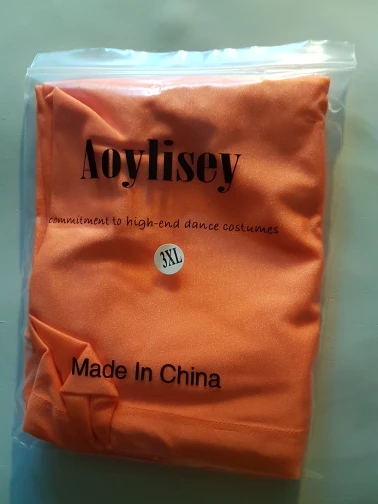 Aoylisey
commitment to high-end dance costumes
3XL
Made In China